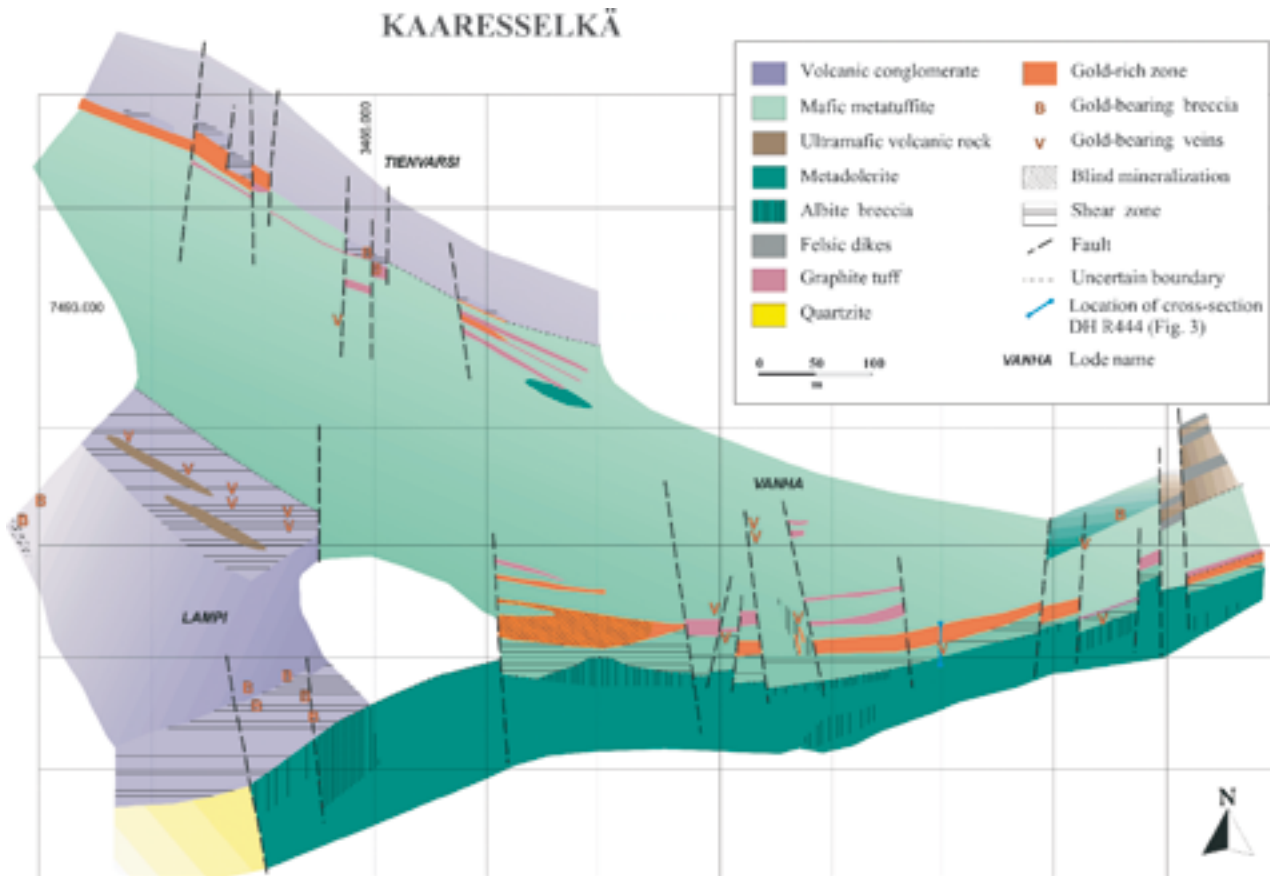 KAARESSELKÄ
Volcanic conglomerate
Mafic metatuffite
Ultramafic volcanic rock
Metadolerite
Albite breccia
Felsic dikes
Graphite tuff
Quartzite
Gold-rich zone
B Gold-bearing breccia
V Gold-bearing veins
Blind mineralization
Shear zone
Fault
Uncertain boundary
Location of cross-section
DH R444 (Fig. 3)
VANHA Lode name
0 50 100
m
3466.000
TIENVARSI
B
7493.000
V
V
V
V
V
V
V
B
VANHA
V
V
B
V
LAMPI
V
V
V
V
V
B
B
B
B
N